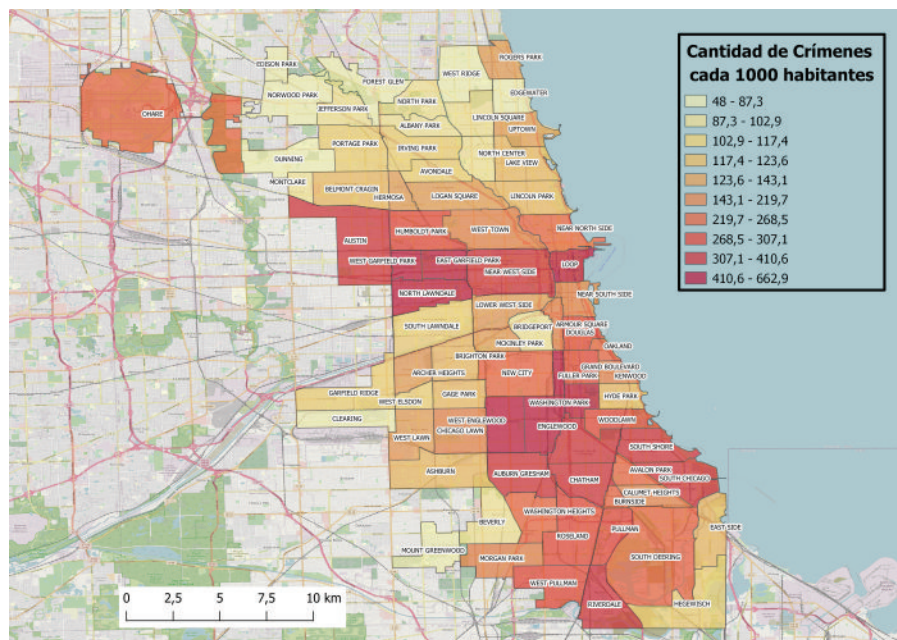 Cantidad de Crímenes
cada 1000 habitantes
48 - 87,3
87,3 - 102,9
102,9 - 117,4
117,4 - 123,6
123,6 - 143,1
143,1 - 219,7
219,7 - 268,5
268,5 - 307,1
307,1 - 410,6
410,6 - 662,9
ROGERS PARK
EDISON PARK
WEST RIDGE
FOREST GLEN
EDGEWATER
NORWOOD PARK
NORTH PARK
JEFFERSON PARK
OHARE
LINCOLN SQUARE
ALBANY PARK
UPTOWN
PORTAGE PARK
IRVING PARK
DUNNING
NORTH CENTER
LAKE VIEW
AVONDALE
MONTCLARE
BELMONT CRAGIN
HERMOSA
LOGAN SQUARE
LINCOLN PARK
HUMBOLDT PARK
WEST TOWN
NEAR NORTH SIDE
AUSTIN
WEST GARFIELD PARK
EAST GARFIELD PARK
LOOP
NEAR WEST SIDE
NORTH LAWNDALE
NEAR SOUTH SIDE
LOWER WEST SIDE
SOUTH LAWNDALE
BRIDGEPORT
ARMOUR SQUARE
DOUGLAS
MCKINLEY PARK
OAKLAND
BRIGHTON PARK
GRAND BOULEVARD
ARCHER HEIGHTS
NEW CITY
FULLER PARK
KENWOOD
GARFIELD RIDGE
GAGE PARK
HYDE PARK
WEST ELSDON
WASHINGTON PARK
CLEARING
WEST ENGLEWOOD
ENGLEWOOD
WOODLAWN
CHICAGO LAWN
WEST LAWN
SOUTH SHORE
ASHBURN
AUBURN GRESHAM
CHATHAM
AVALON PARK
SOUTH CHICAGO
CALUMET HEIGHTS
BURNSIDE
WASHINGTON HEIGHTS
BEVERLY
PULLMAN
EAST SIDE
ROSELAND
MOUNT GREENWOOD
MORGAN PARK
SOUTH DEERING
WEST PULLMAN
RIVERDALE
HEGEWISCH
0 2,5 5 7,5 10 km